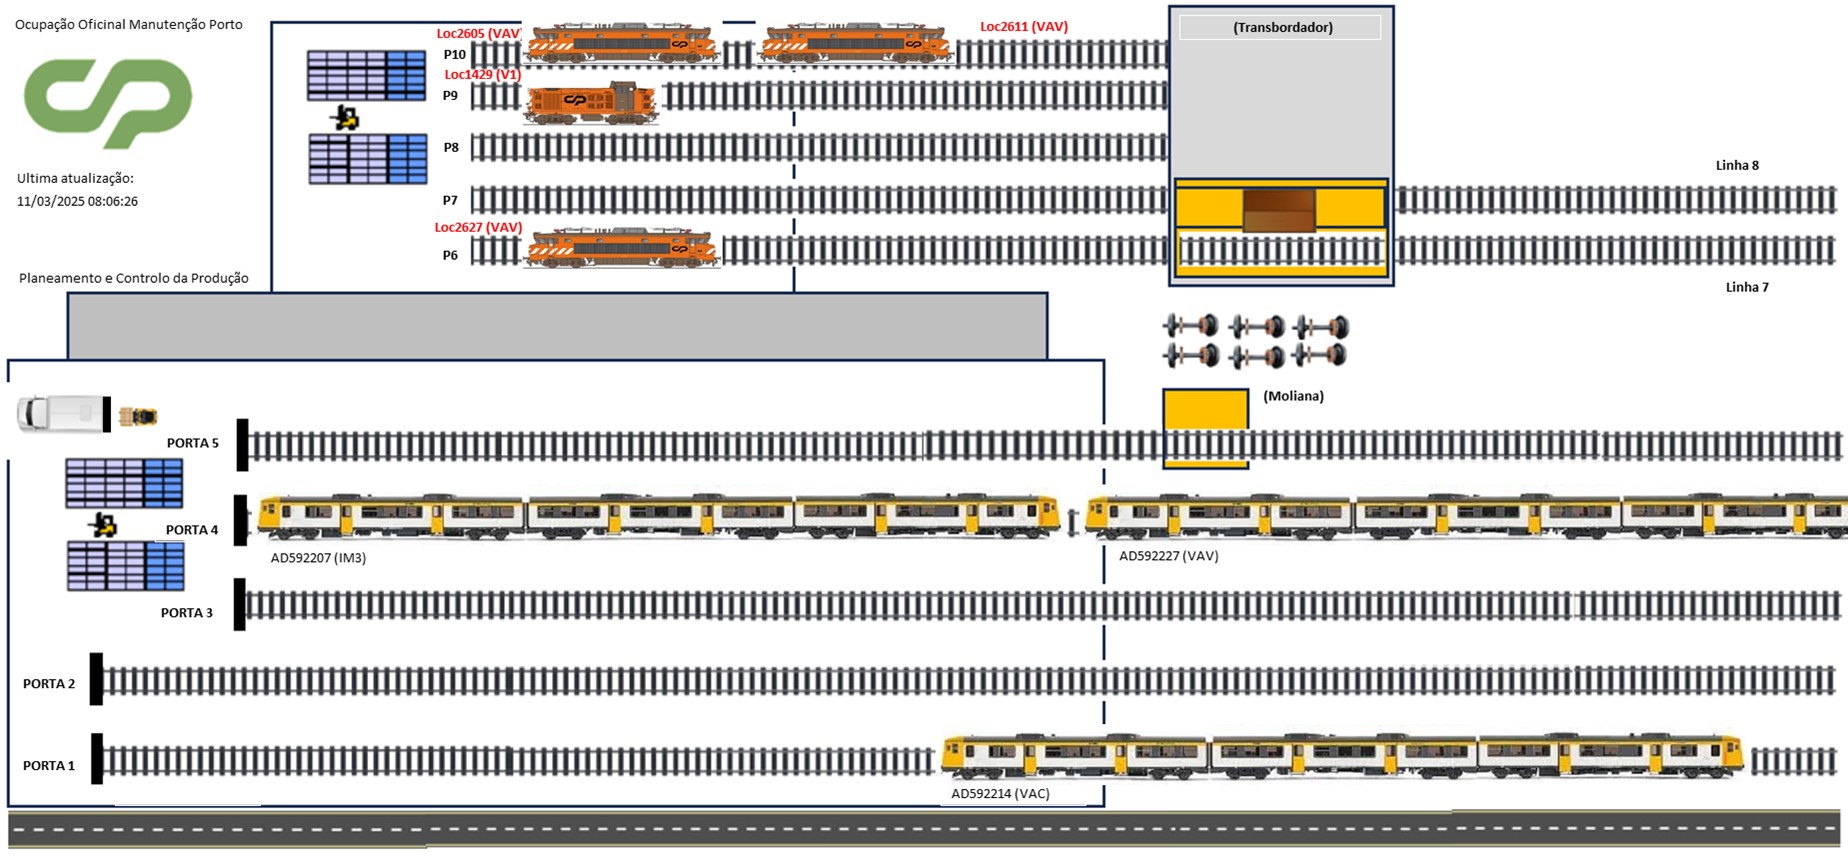 Ocupação Oficinal Manutenção Porto
Loc2605 (VAV)
Loc2611 (VAV)
(Transbordador)
P10
Loc1429 (V1)
P9
P8
Linha 8
Ultima atualização:
11/03/2025 08:06:26
P7
Loc2627 (VAV)
P6
Planeamento e Controlo da Produção
Linha 7
(Moliana)
PORTA 5
PORTA 4
AD592207 (IM3)
AD592227 (VAV)
PORTA 3
PORTA 2
PORTA 1
AD592214 (VAC)